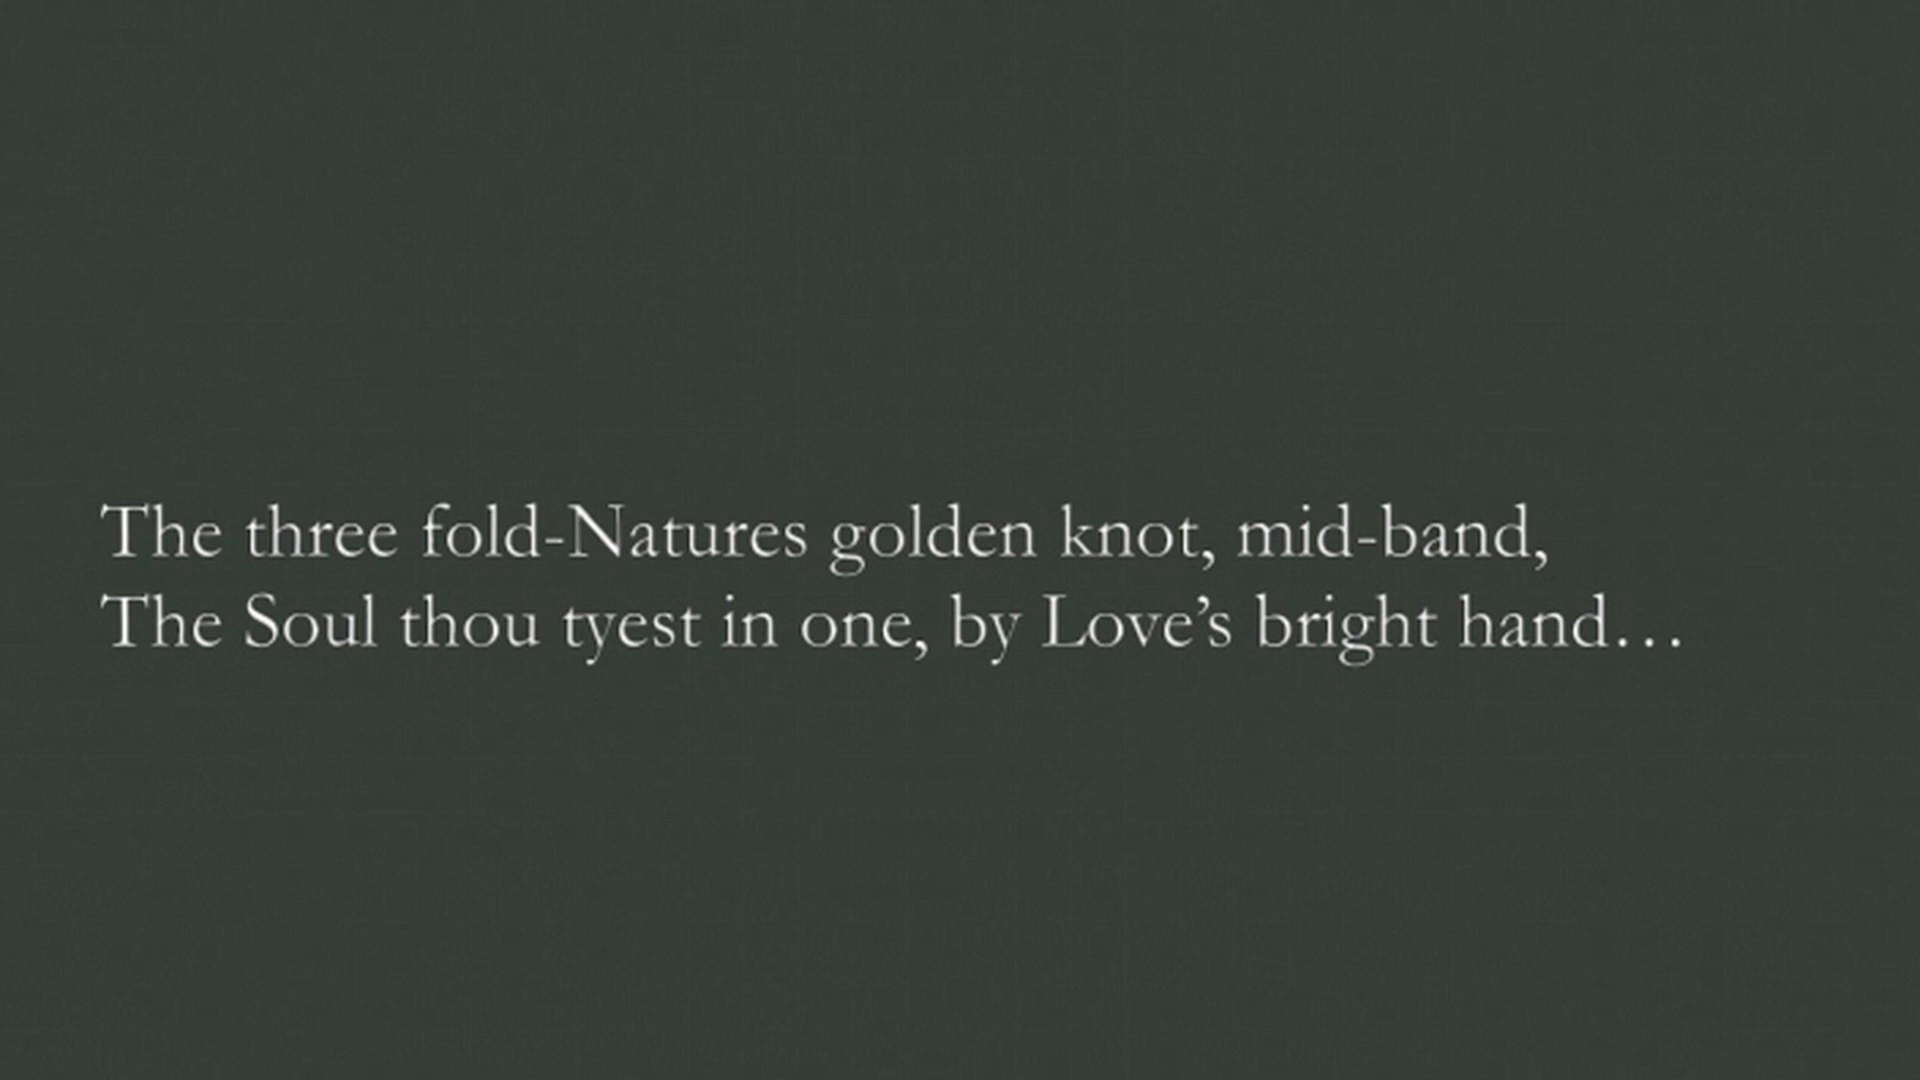 The three fold-Natures golden knot, mid-band,
The Soul thou tyest in one, by Love’s bright hand…